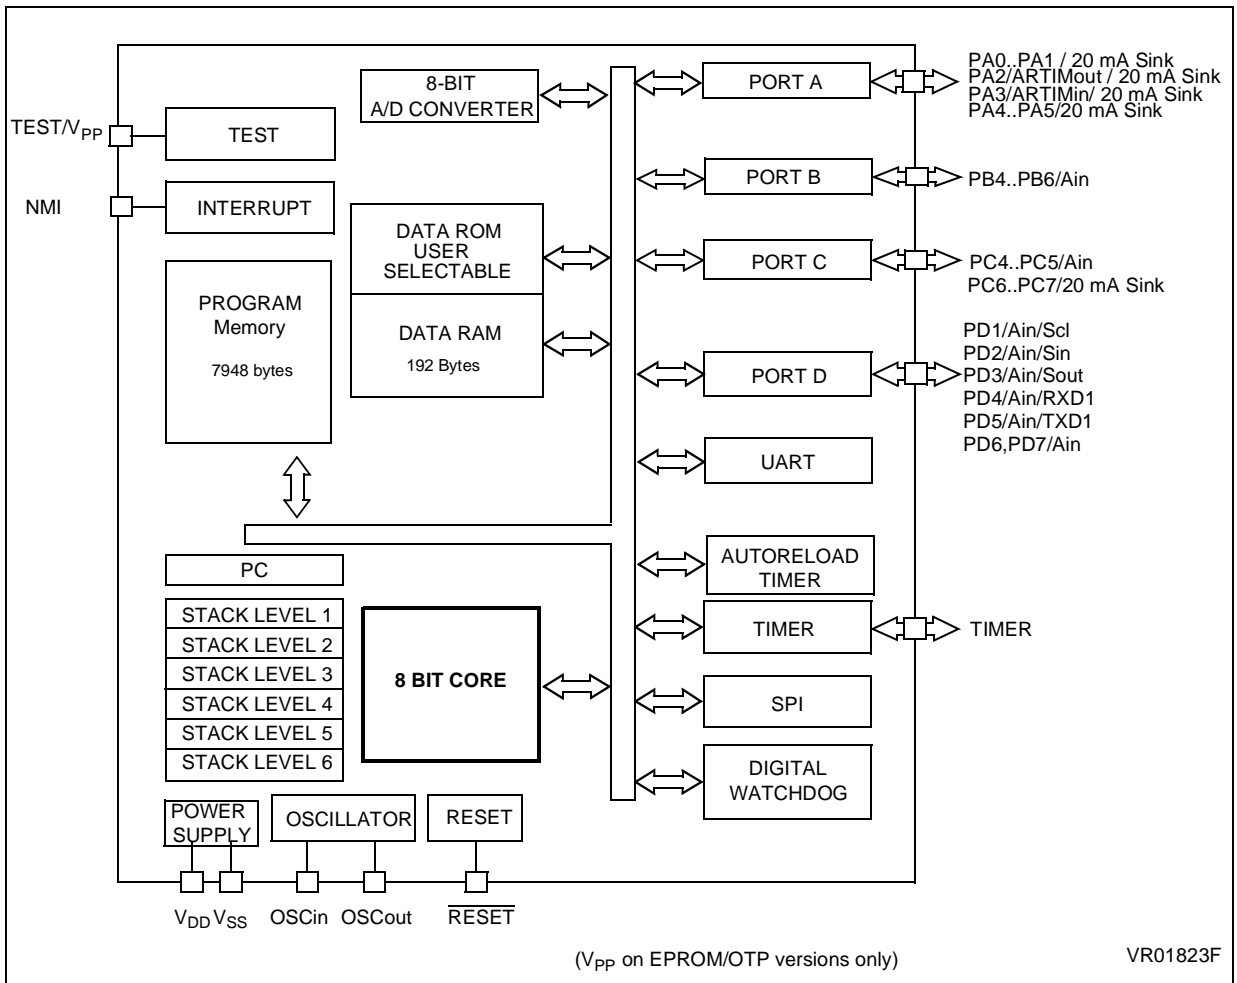 8-BIT
A/D CONVERTER
PORT A
PA0..PA1 / 20 mA Sink
PA2/ARTIMout / 20 mA Sink
PA3/ARTIMin/ 20 mA Sink
PA4..PA5/20 mA Sink
TEST/VPP
TEST
PORT B
PB4..PB6/Ain
NMI
INTERRUPT
DATA ROM
USER
SELECTABLE
PORT C
PC4..PC5/Ain
PC6..PC7/20 mA Sink
PROGRAM
Memory
7948 bytes
DATA RAM
192 Bytes
PORT D
PD1/Ain/Scl
PD2/Ain/Sin
PD3/Ain/Sout
PD4/Ain/RXD1
PD5/Ain/TXD1
PD6,PD7/Ain
UART
PC
AUTORELOAD
TIMER
STACK LEVEL 1
STACK LEVEL 2
STACK LEVEL 3
STACK LEVEL 4
STACK LEVEL 5
STACK LEVEL 6
8 BIT CORE
TIMER
TIMER
SPI
DIGITAL
WATCHDOG
POWER
SUPPLY
OSCILLATOR
RESET
VDD VSS
OSCin OSCout
RESET
(VPP on EPROM/OTP versions only)
VR01823F